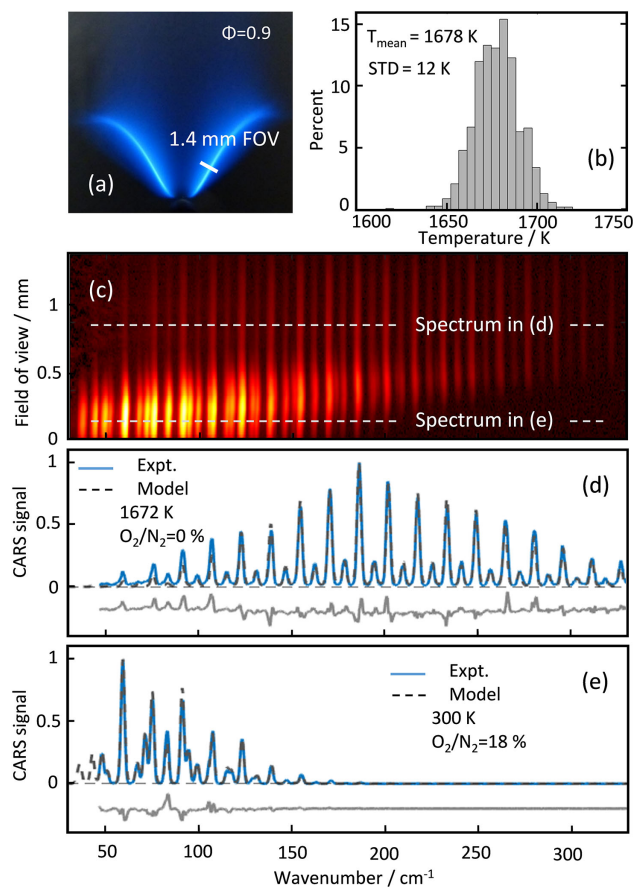 Φ=0.9
1.4 mm FOV
(a)
15
10
5
0
Percent
T_mean = 1678 K
STD = 12 K
(b)
1600
1650
1700
1750
Temperature / K
(c)
1
0.5
0
Field of view / mm
Spectrum in (d)
Spectrum in (e)
1
0.5
0
CARS signal
Expt.
Model
1672 K
O₂/N₂=0 %
(d)
1
0.5
0
CARS signal
Expt.
Model
300 K
O₂/N₂=18 %
(e)
50
100
150
200
250
300
Wavenumber / cm⁻¹